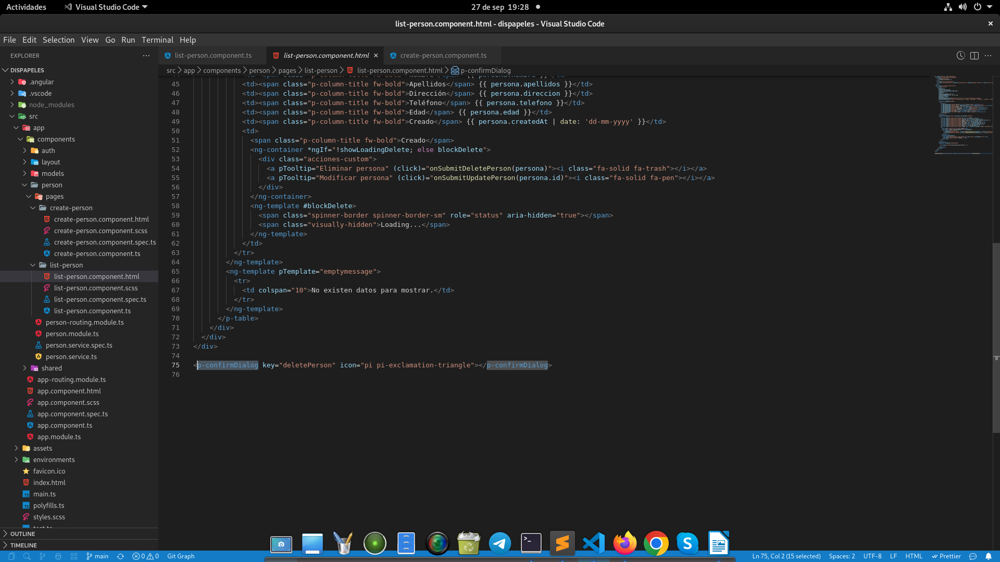 Actividades
Visual Studio Code
27 de sep 19:28
list-person.component.html - dispapeles - Visual Studio Code
File Edit Selection View Go Run Terminal Help
EXPLORER
list-person.component.ts
list-person.component.html
create-person.component.ts
src > app > components > person > pages > list-person > list-person.component.html > p-confirmDialog
DISPAPELES
.angular
.vscode
node_modules
src
app
components
auth
layout
models
person
pages
create-person
create-person.component.html
create-person.component.scss
create-person.component.spec.ts
create-person.component.ts
list-person
list-person.component.html
list-person.component.scss
list-person.component.spec.ts
list-person.component.ts
person-routing.module.ts
person.module.ts
person.service.spec.ts
person.service.ts
shared
app-routing.module.ts
app.component.html
app.component.scss
app.component.spec.ts
app.component.ts
app.module.ts
assets
environments
favicon.ico
index.html
main.ts
polyfills.ts
styles.scss
OUTLINE
TIMELINE
45 <td><span class="p-column-title fw-bold">Apellidos</span> {{ persona.apellidos }}</td>
46 <td><span class="p-column-title fw-bold">Dirección</span> {{ persona.direccion }}</td>
47 <td><span class="p-column-title fw-bold">Teléfono</span> {{ persona.telefono }}</td>
48 <td><span class="p-column-title fw-bold">Edad</span> {{ persona.edad }}</td>
49 <td><span class="p-column-title fw-bold">Creado</span> {{ persona.createdAt | date: 'dd-mm-yyyy' }}</td>
50 <td>
51 <span class="p-column-title fw-bold">Creado</span>
52 <ng-container *ngIf="!showLoadingDelete; else blockDelete">
53 <div class="acciones-custom">
54 <a pTooltip="Eliminar persona" (click)="onSubmitDeletePerson(persona)"><i class="fa-solid fa-trash"></i></a>
55 <a pTooltip="Modificar persona" (click)="onSubmitUpdatePerson(persona.id)"><i class="fa-solid fa-pen"></i></a>
56 </div>
57 </ng-container>
58 <ng-template #blockDelete>
59 <span class="spinner-border spinner-border-sm" role="status" aria-hidden="true"></span>
60 <span class="visually-hidden">Loading...</span>
61 </ng-template>
62 </td>
63 </tr>
64 </ng-template>
65 <ng-template pTemplate="emptymessage">
66 <tr>
67 <td colspan="10">No existen datos para mostrar.</td>
68 </tr>
69 </ng-template>
70 </p-table>
71 </div>
72 </div>
73 </div>
74
75 <p-confirmDialog key="deletePerson" icon="pi pi-exclamation-triangle"></p-confirmDialog>
76
main
0 0
Git Graph
Ln 75, Col 2 (15 selected)
Spaces: 2
UTF-8
LF
HTML
Prettier